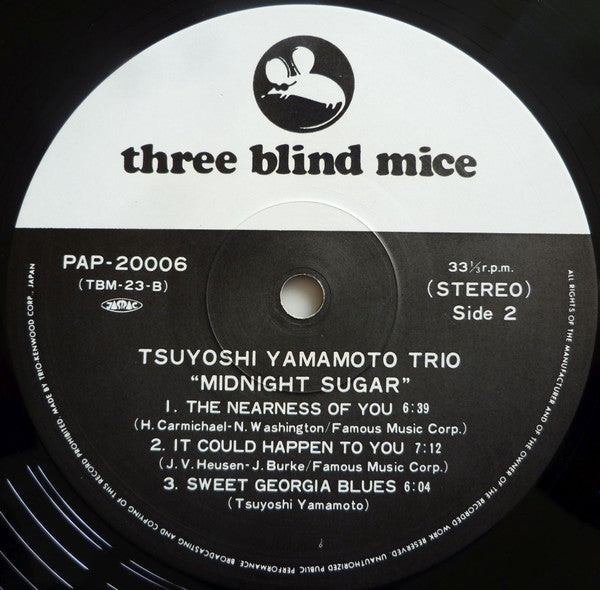 three blind mice
PAP-20006
(TBM-23-B)
JASRAC
33⅓ r.p.m.
(STEREO)
Side 2
TSUYOSHI YAMAMOTO TRIO
“MIDNIGHT SUGAR”
1. THE NEARNESS OF YOU 6:39
(H. Carmichael-N. Washington/Famous Music Corp.)
2. IT COULD HAPPEN TO YOU 7:12
(J. V. Heusen-J. Burke/Famous Music Corp.)
3. SWEET GEORGIA BLUES 6:04
(Tsuyoshi Yamamoto)
ALL RIGHTS OF THE MANUFACTURER AND OF THE OWNER OF THE RECORDED WORK RESERVED. UNAUTHORIZED PUBLIC PERFORMANCE BROADCASTING AND COPYING OF THIS RECORD PROHIBITED. MADE BY TRIO-KENWOOD CORP., JAPAN